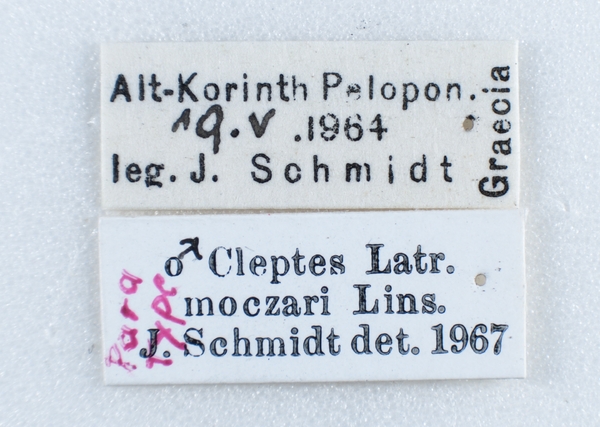 Alt-Korinth Pelopon.
19.V.1964
leg. J. Schmidt
Graecia
♂ Cleptes Latr.
moczari Lins.
J. Schmidt det. 1967
Para
type